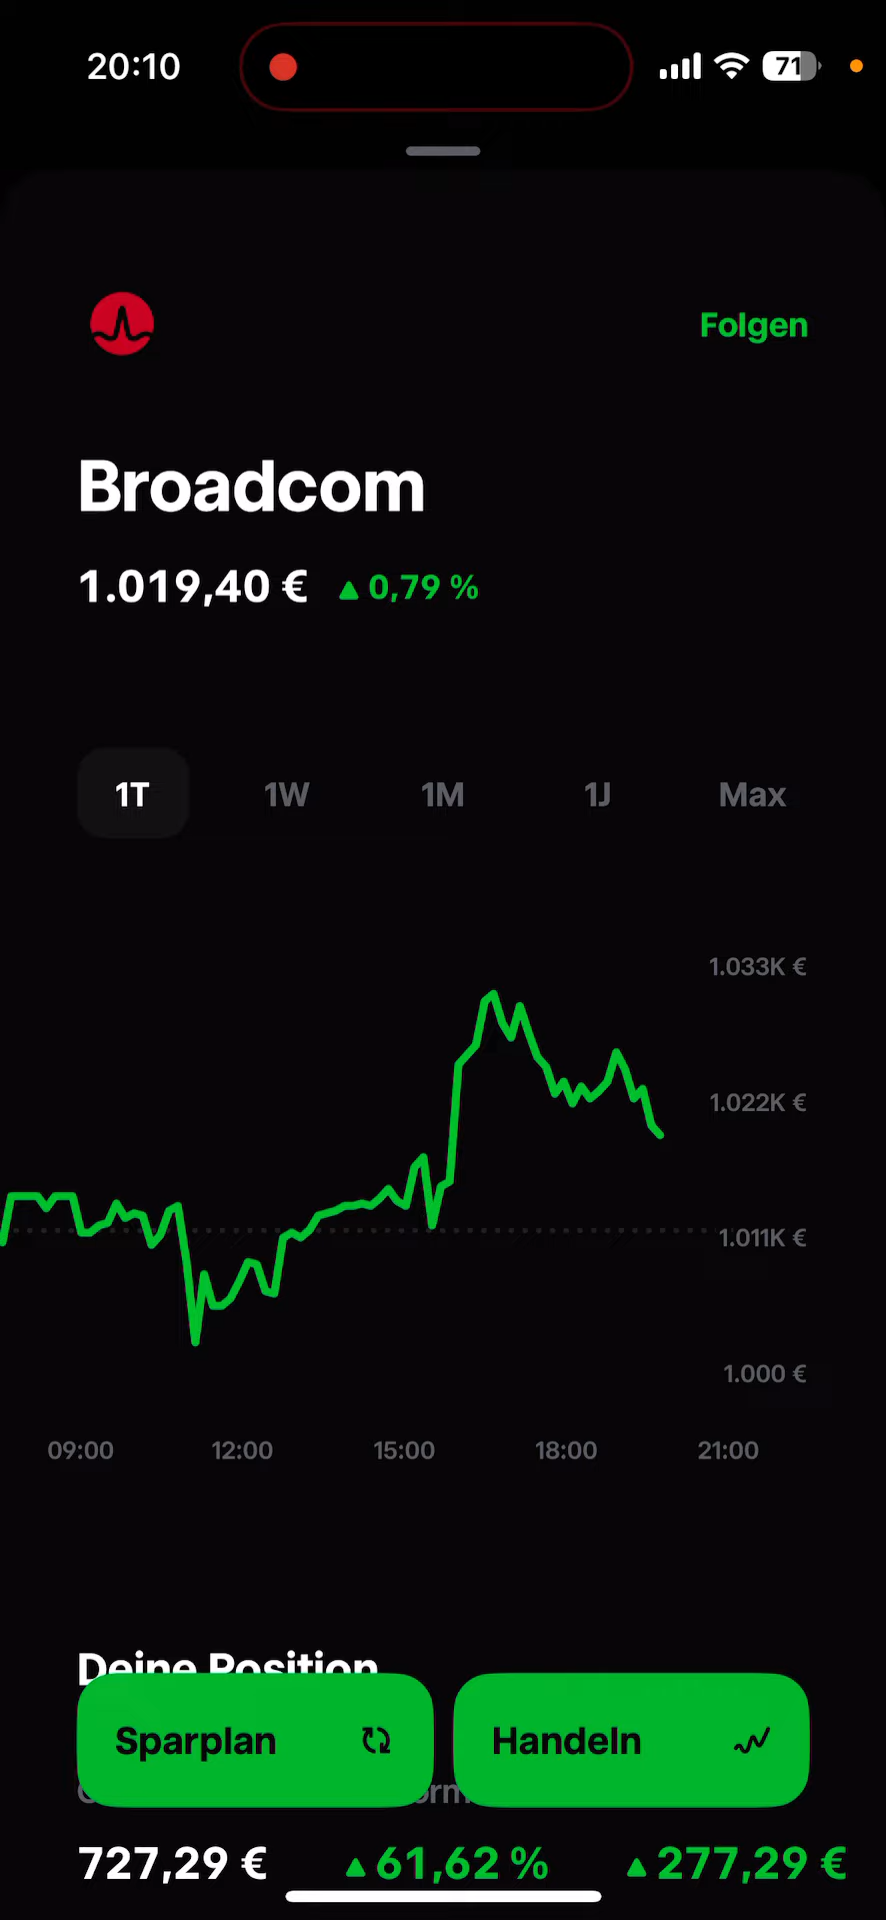 20:10
71
Folgen
Broadcom
1.019,40 € ▲ 0,79 %
1T 1W 1M 1J Max
1.033K €
1.022K €
1.011K €
1.000 €
09:00 12:00 15:00 18:00 21:00
Deine Position
Sparplan Handeln
727,29 € ▲ 61,62 % ▲ 277,29 €